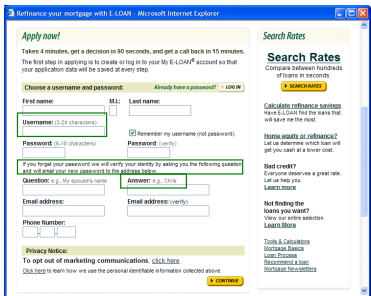 Refinance your mortgage with E-LOAN - Microsoft Internet Explorer
Apply now!
Takes 4 minutes, get a decision in 90 seconds, and get a call back in 15 minutes.
The first step in applying is to create or log in to your My E-LOAN® account so that
your application data will be saved at every step.
Choose a username and password: Already have a password? LOG IN
First name: M.I.: Last name:
Username: (3-24 characters)
Remember my username (not password).
Password: (6-10 characters) Password: (verify)
If you forget your password we will verify your identity by asking you the following question
and will email your new password to the address below.
Question: e.g., My spouse's name Answer: e.g., Chris
Email address: Email address: (verify)
Phone Number:
- -
Privacy Notice:
To opt out of marketing communications, click here.
Click here to learn how we use the personal identifiable information collected above.
CONTINUE
Search Rates
Search Rates
Compare between hundreds
of loans in seconds.
SEARCH RATES
Calculate refinance savings
Have E-LOAN find the loans that
will save me the most.
Home equity or refinance?
Let us determine which loan will
get you cash at a lower cost.
Bad credit?
Everyone deserves a great rate.
Let us help you.
Learn more
Not finding the
loans you want?
View our entire selection.
Learn More
Tools & Calculators
Mortgage Basics
Loan Process
Recommend a loan
Mortgage Newsletters